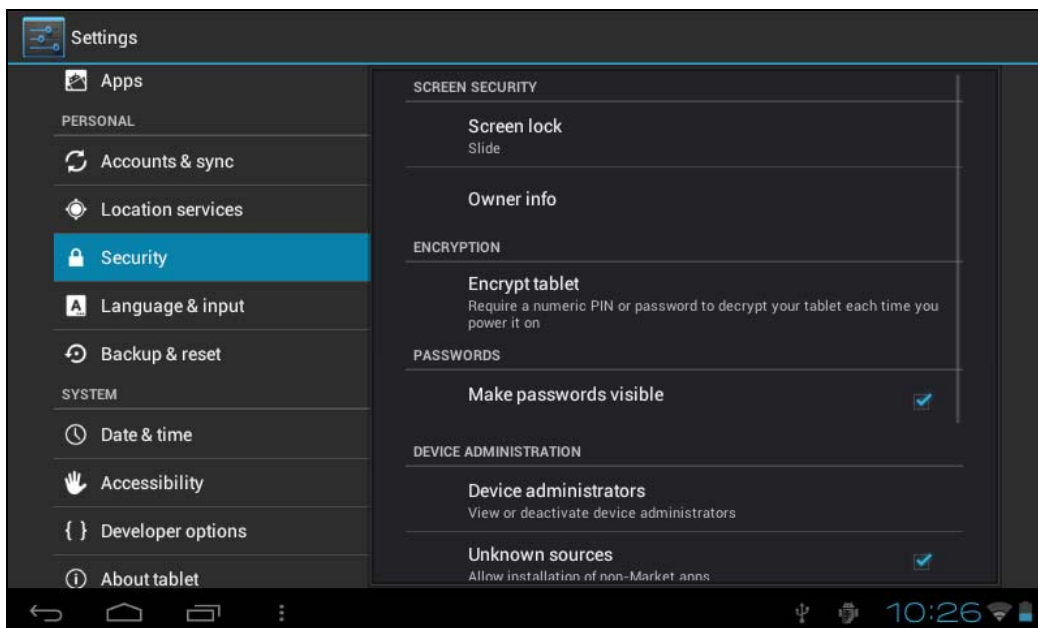 Settings
Apps
PERSONAL
Accounts & sync
Location services
Security
Language & input
Backup & reset
SYSTEM
Date & time
Accessibility
{ } Developer options
About tablet
SCREEN SECURITY
Screen lock
Slide
Owner info
ENCRYPTION
Encrypt tablet
Require a numeric PIN or password to decrypt your tablet each time you
power it on
PASSWORDS
Make passwords visible
DEVICE ADMINISTRATION
Device administrators
View or deactivate device administrators
Unknown sources
Allow installation of non-Market apps
10:26